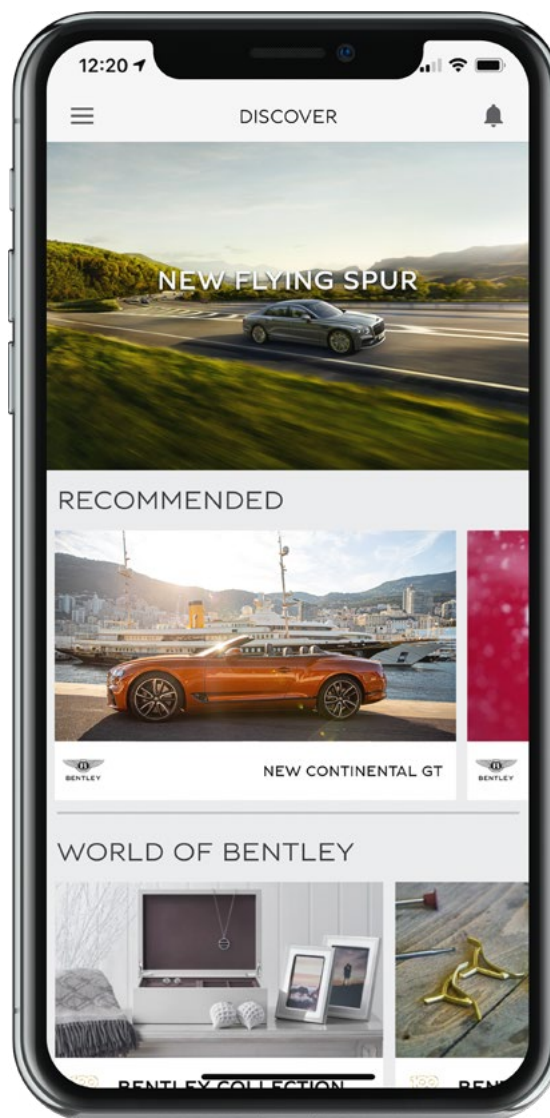 12:20
DISCOVER
NEW FLYING SPUR
RECOMMENDED
BENTLEY
NEW CONTINENTAL GT
BENTLEY
WORLD OF BENTLEY
BENTLEY COLLECTION